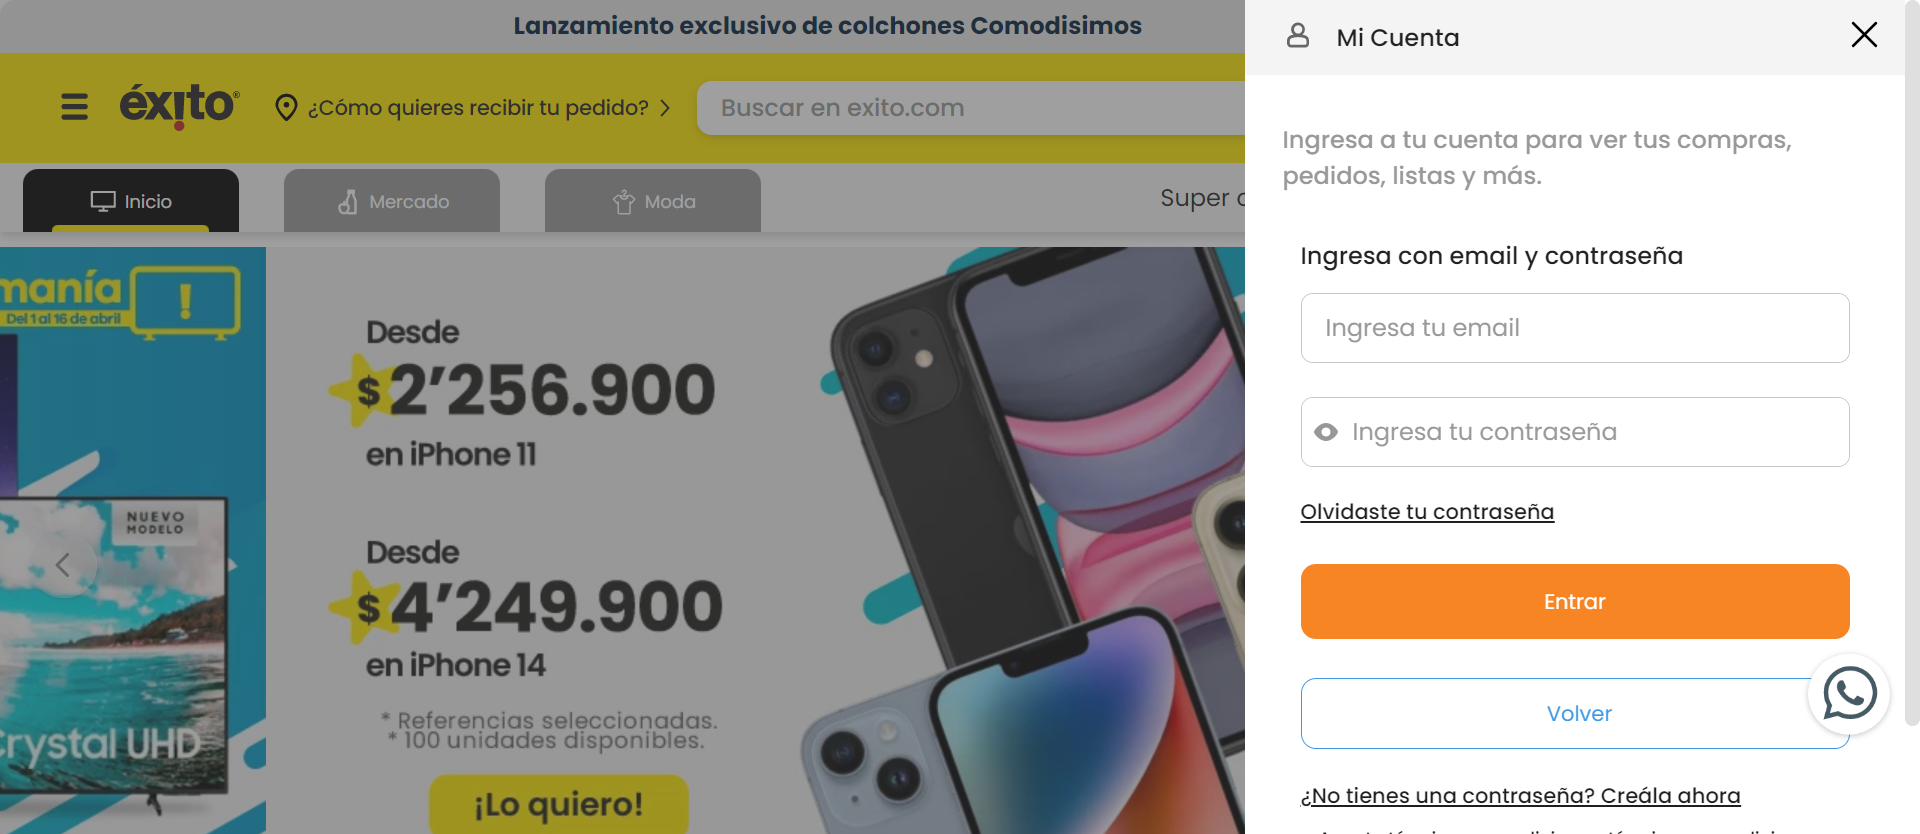 Lanzamiento exclusivo de colchones Comodisimos
éxito®
¿Cómo quieres recibir tu pedido?
Buscar en exito.com
Inicio
Mercado
Moda
Super
manía
Del 1 al 16 de abril
!
NUEVO
MODELO
Crystal UHD
Desde
$2'256.900
en iPhone 11
Desde
$4'249.900
en iPhone 14
* Referencias seleccionadas.
* 100 unidades disponibles.
¡Lo quiero!
Mi Cuenta
Ingresa a tu cuenta para ver tus compras,
pedidos, listas y más.
Ingresa con email y contraseña
Ingresa tu email
Ingresa tu contraseña
Olvidaste tu contraseña
Entrar
Volver
¿No tienes una contraseña? Creála ahora